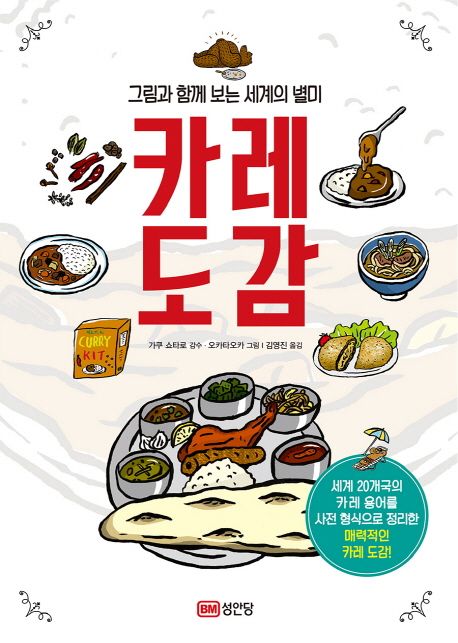 그림과 함께 보는 세계의 별미
카레
도감
가쿠 쇼타로 감수 · 오카타오카 그림 | 김영진 옮김
CURRY
KIT
세계 20개국의
카레 용어를
사전 형식으로 정리한
매력적인
카레 도감!
BM 성안당